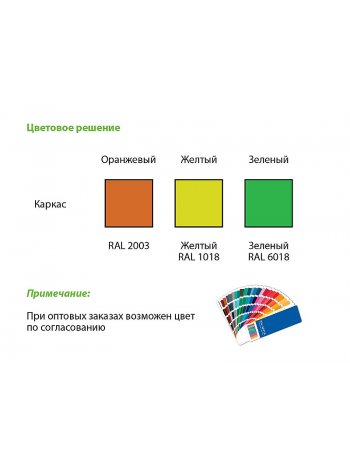 Цветовое решение
Оранжевый Желтый Зеленый
Каркас
RAL 2003 Желтый Зеленый
RAL 1018 RAL 6018
Примечание:
При оптовых заказах возможен цвет
по согласованию